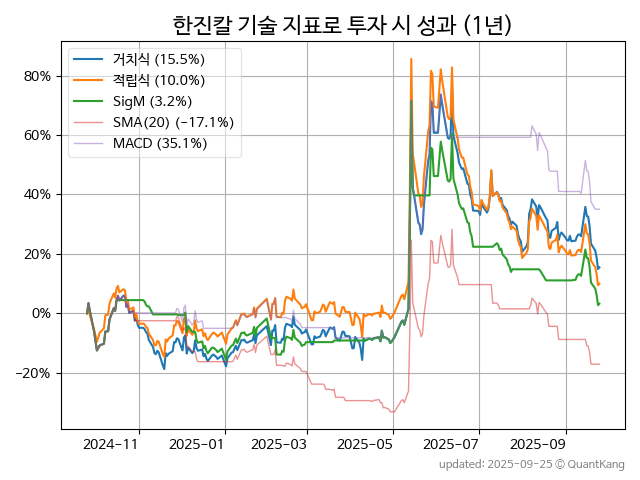 한진칼 기술 지표로 투자 시 성과 (1년)
거치식 (15.5%)
적립식 (10.0%)
SigM (3.2%)
SMA(20) (−17.1%)
MACD (35.1%)
80%
60%
40%
20%
0%
−20%
2024-11
2025-01
2025-03
2025-05
2025-07
2025-09
updated: 2025-09-25 © QuantKang